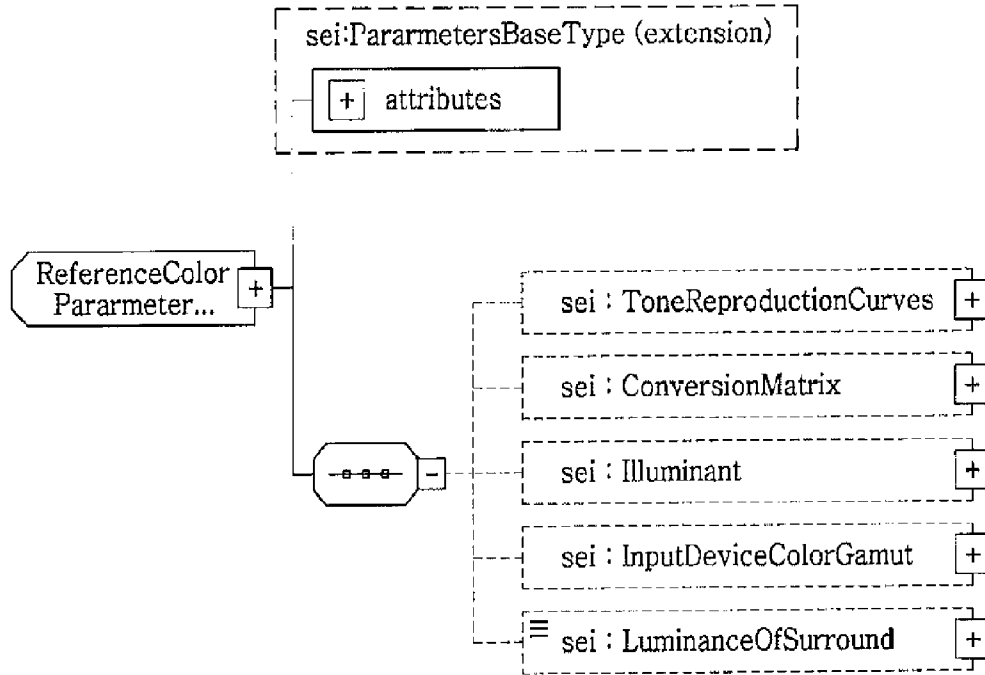 sei:PararmetersBaseType (extension)
+ attributes
ReferenceColor
Pararmeter...
+
sei : ToneReproductionCurves +
sei : ConversionMatrix +
-
sei : Illuminant +
sei : InputDeviceColorGamut +
sei : LuminanceOfSurround +